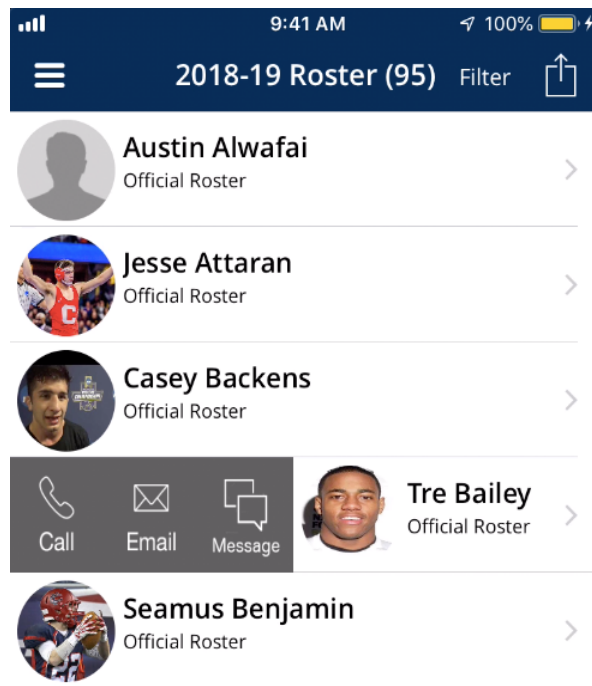 9:41 AM
100%
2018-19 Roster (95)
Filter
Austin Alwafai
Official Roster
Jesse Attaran
Official Roster
C
Casey Backens
Official Roster
Call
Email
Message
Tre Bailey
Official Roster
Seamus Benjamin
Official Roster